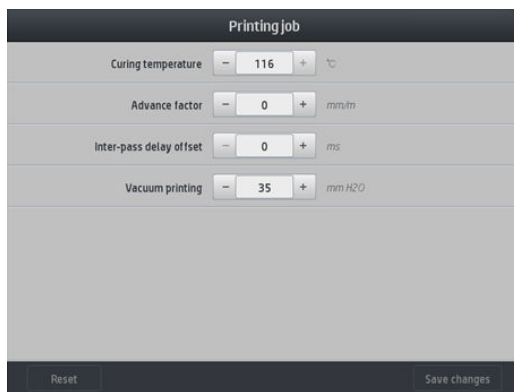 Printing job
Curing temperature − 116 + °C
Advance factor − 0 + mm/m
Inter-pass delay offset − 0 + ms
Vacuum printing − 35 + mm H2O
Reset Save changes